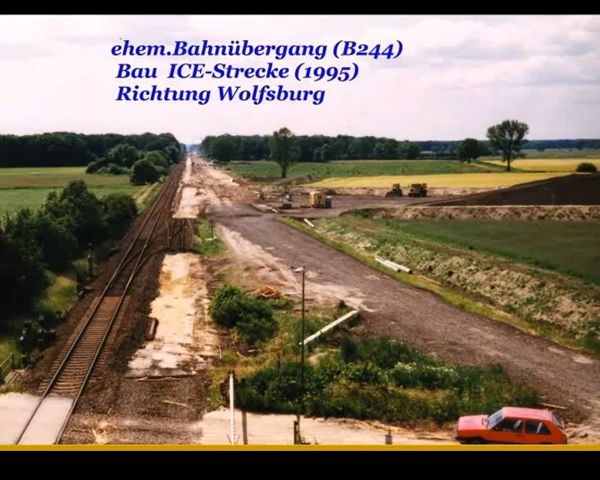 ehem.Bahnübergang (B244)
Bau ICE-Strecke (1995)
Richtung Wolfsburg